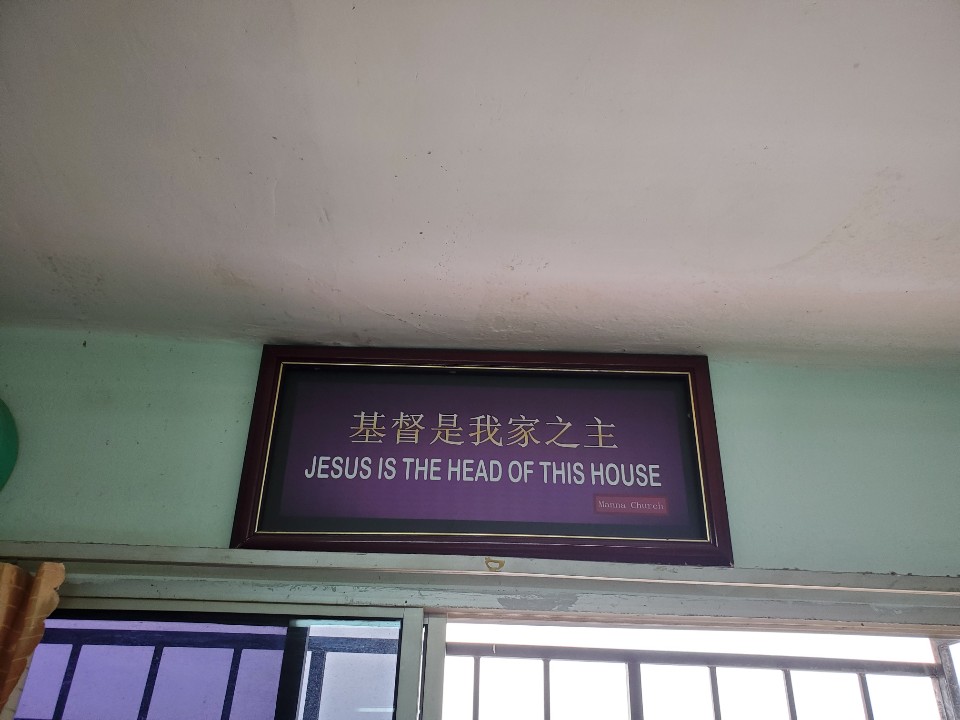 基督是我家之主
JESUS IS THE HEAD OF THIS HOUSE
Manna Church